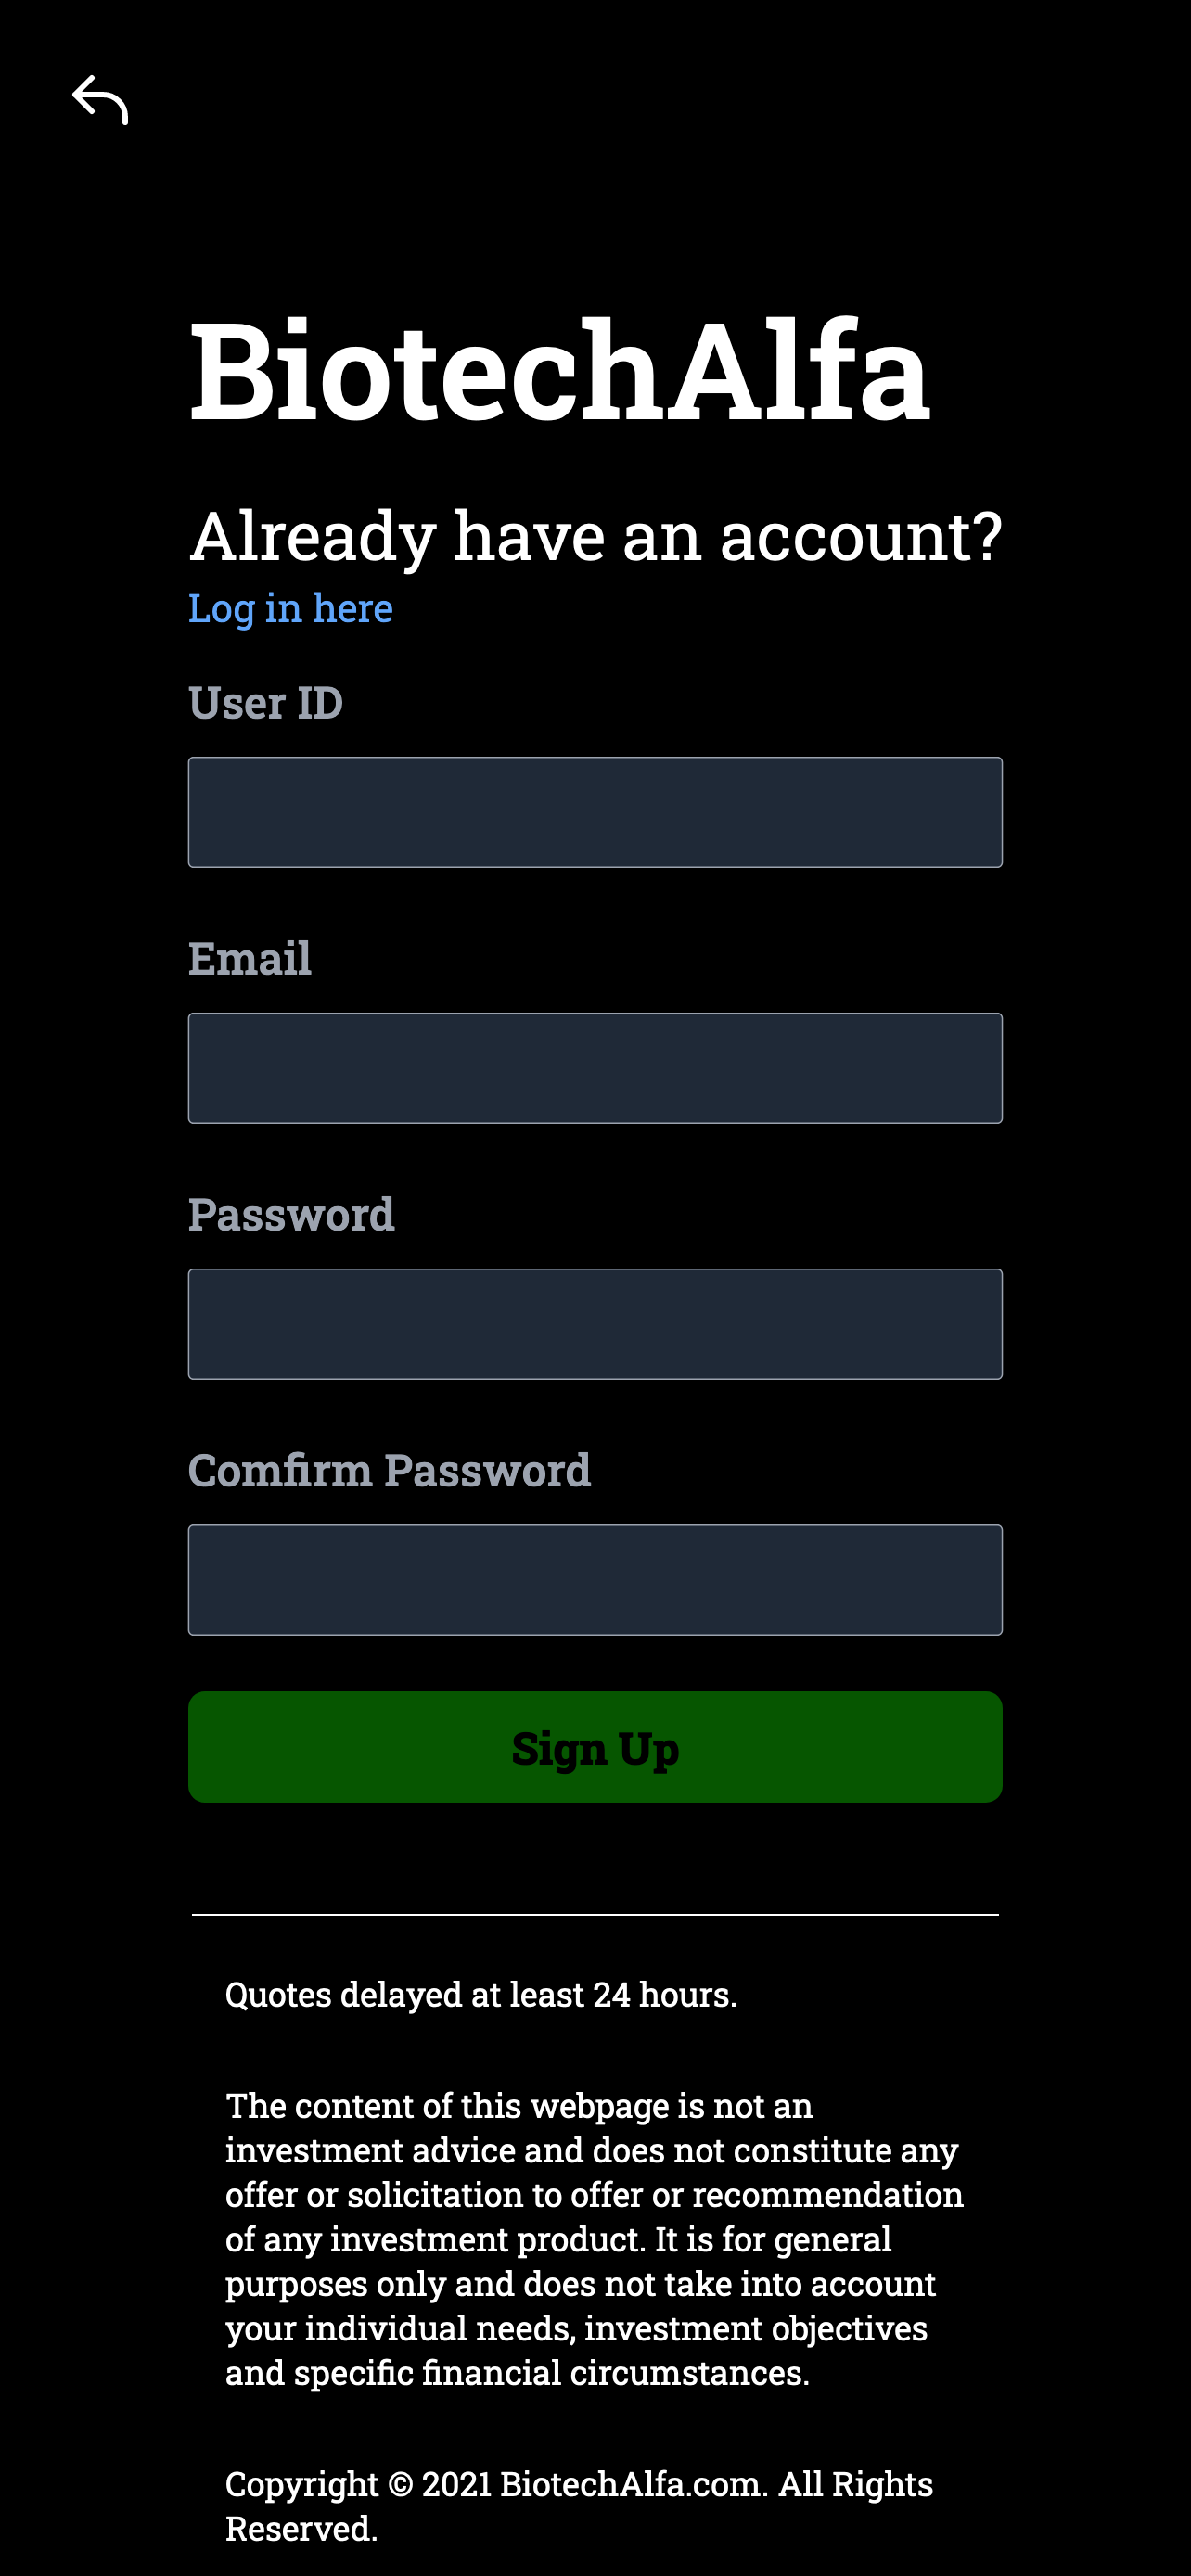 BiotechAlfa
Already have an account?
Log in here
User ID
Email
Password
Comfirm Password
Sign Up
Quotes delayed at least 24 hours.
The content of this webpage is not an
investment advice and does not constitute any
offer or solicitation to offer or recommendation
of any investment product. It is for general
purposes only and does not take into account
your individual needs, investment objectives
and specific financial circumstances.
Copyright © 2021 BiotechAlfa.com. All Rights
Reserved.